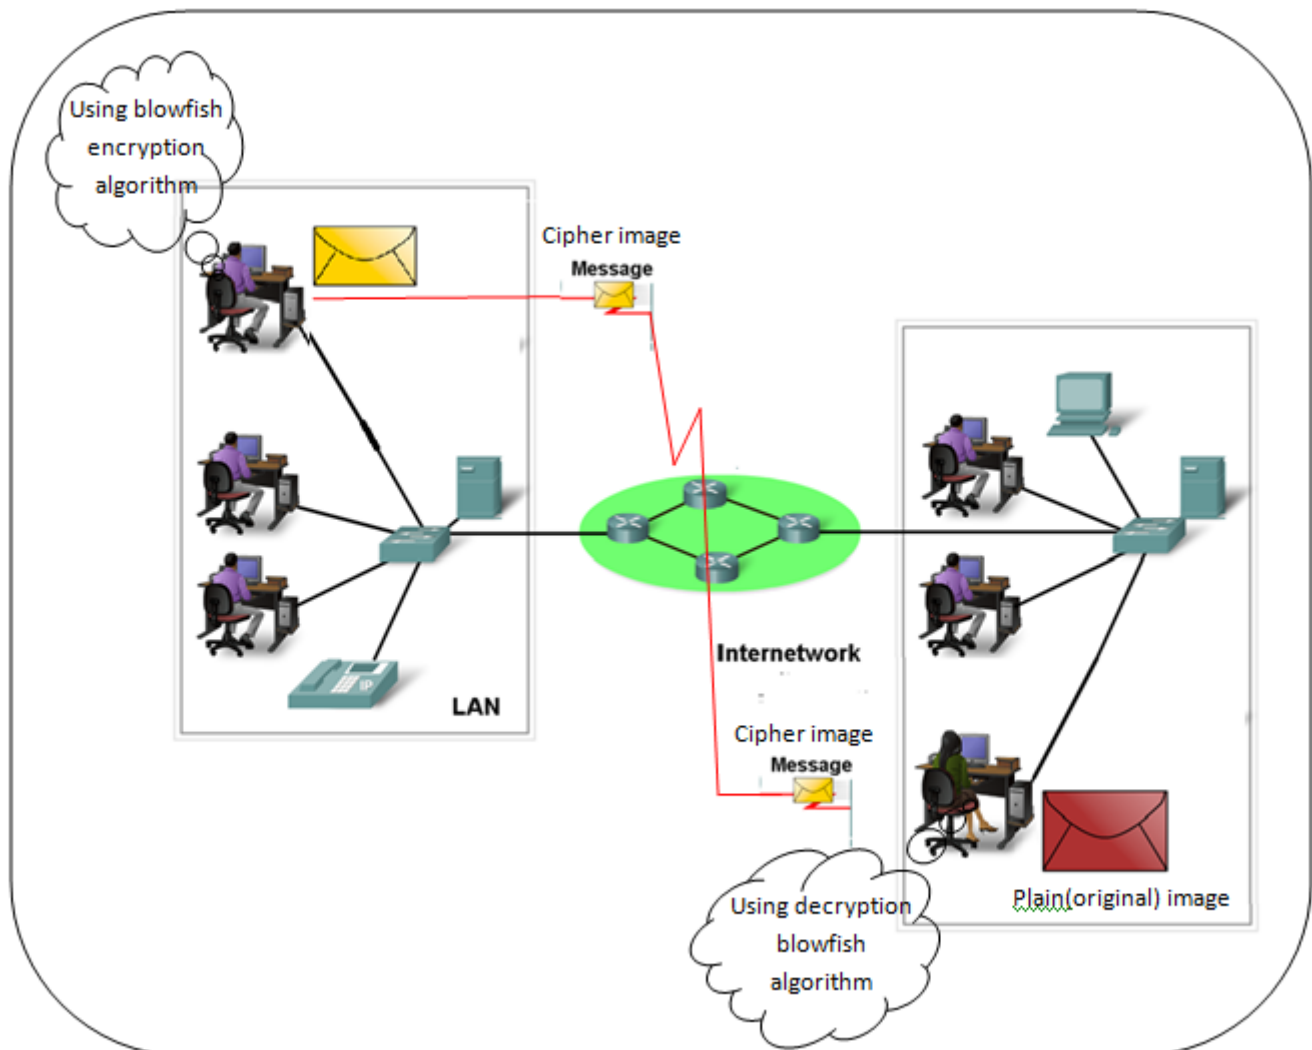 Using blowfish
encryption
algorithm
Cipher image
Message
IP
LAN
Internetwork
Cipher image
Message
Plain(original) image
Using decryption
blowfish
algorithm